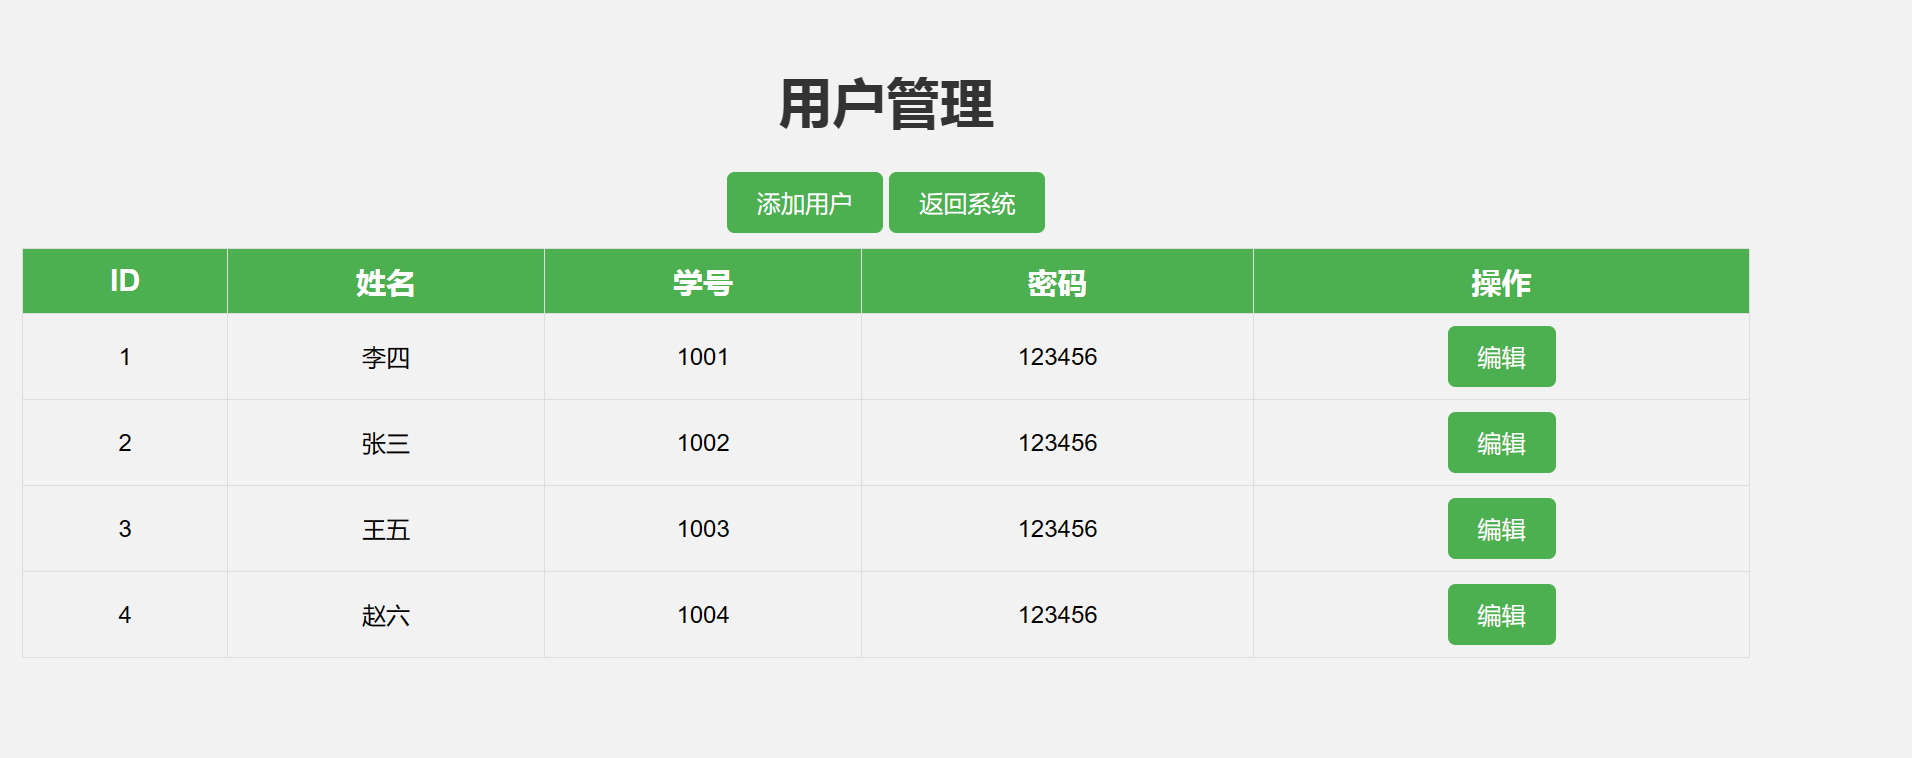 用户管理
添加用户 返回系统
ID 姓名 学号 密码 操作
1 李四 1001 123456 编辑
2 张三 1002 123456 编辑
3 王五 1003 123456 编辑
4 赵六 1004 123456 编辑